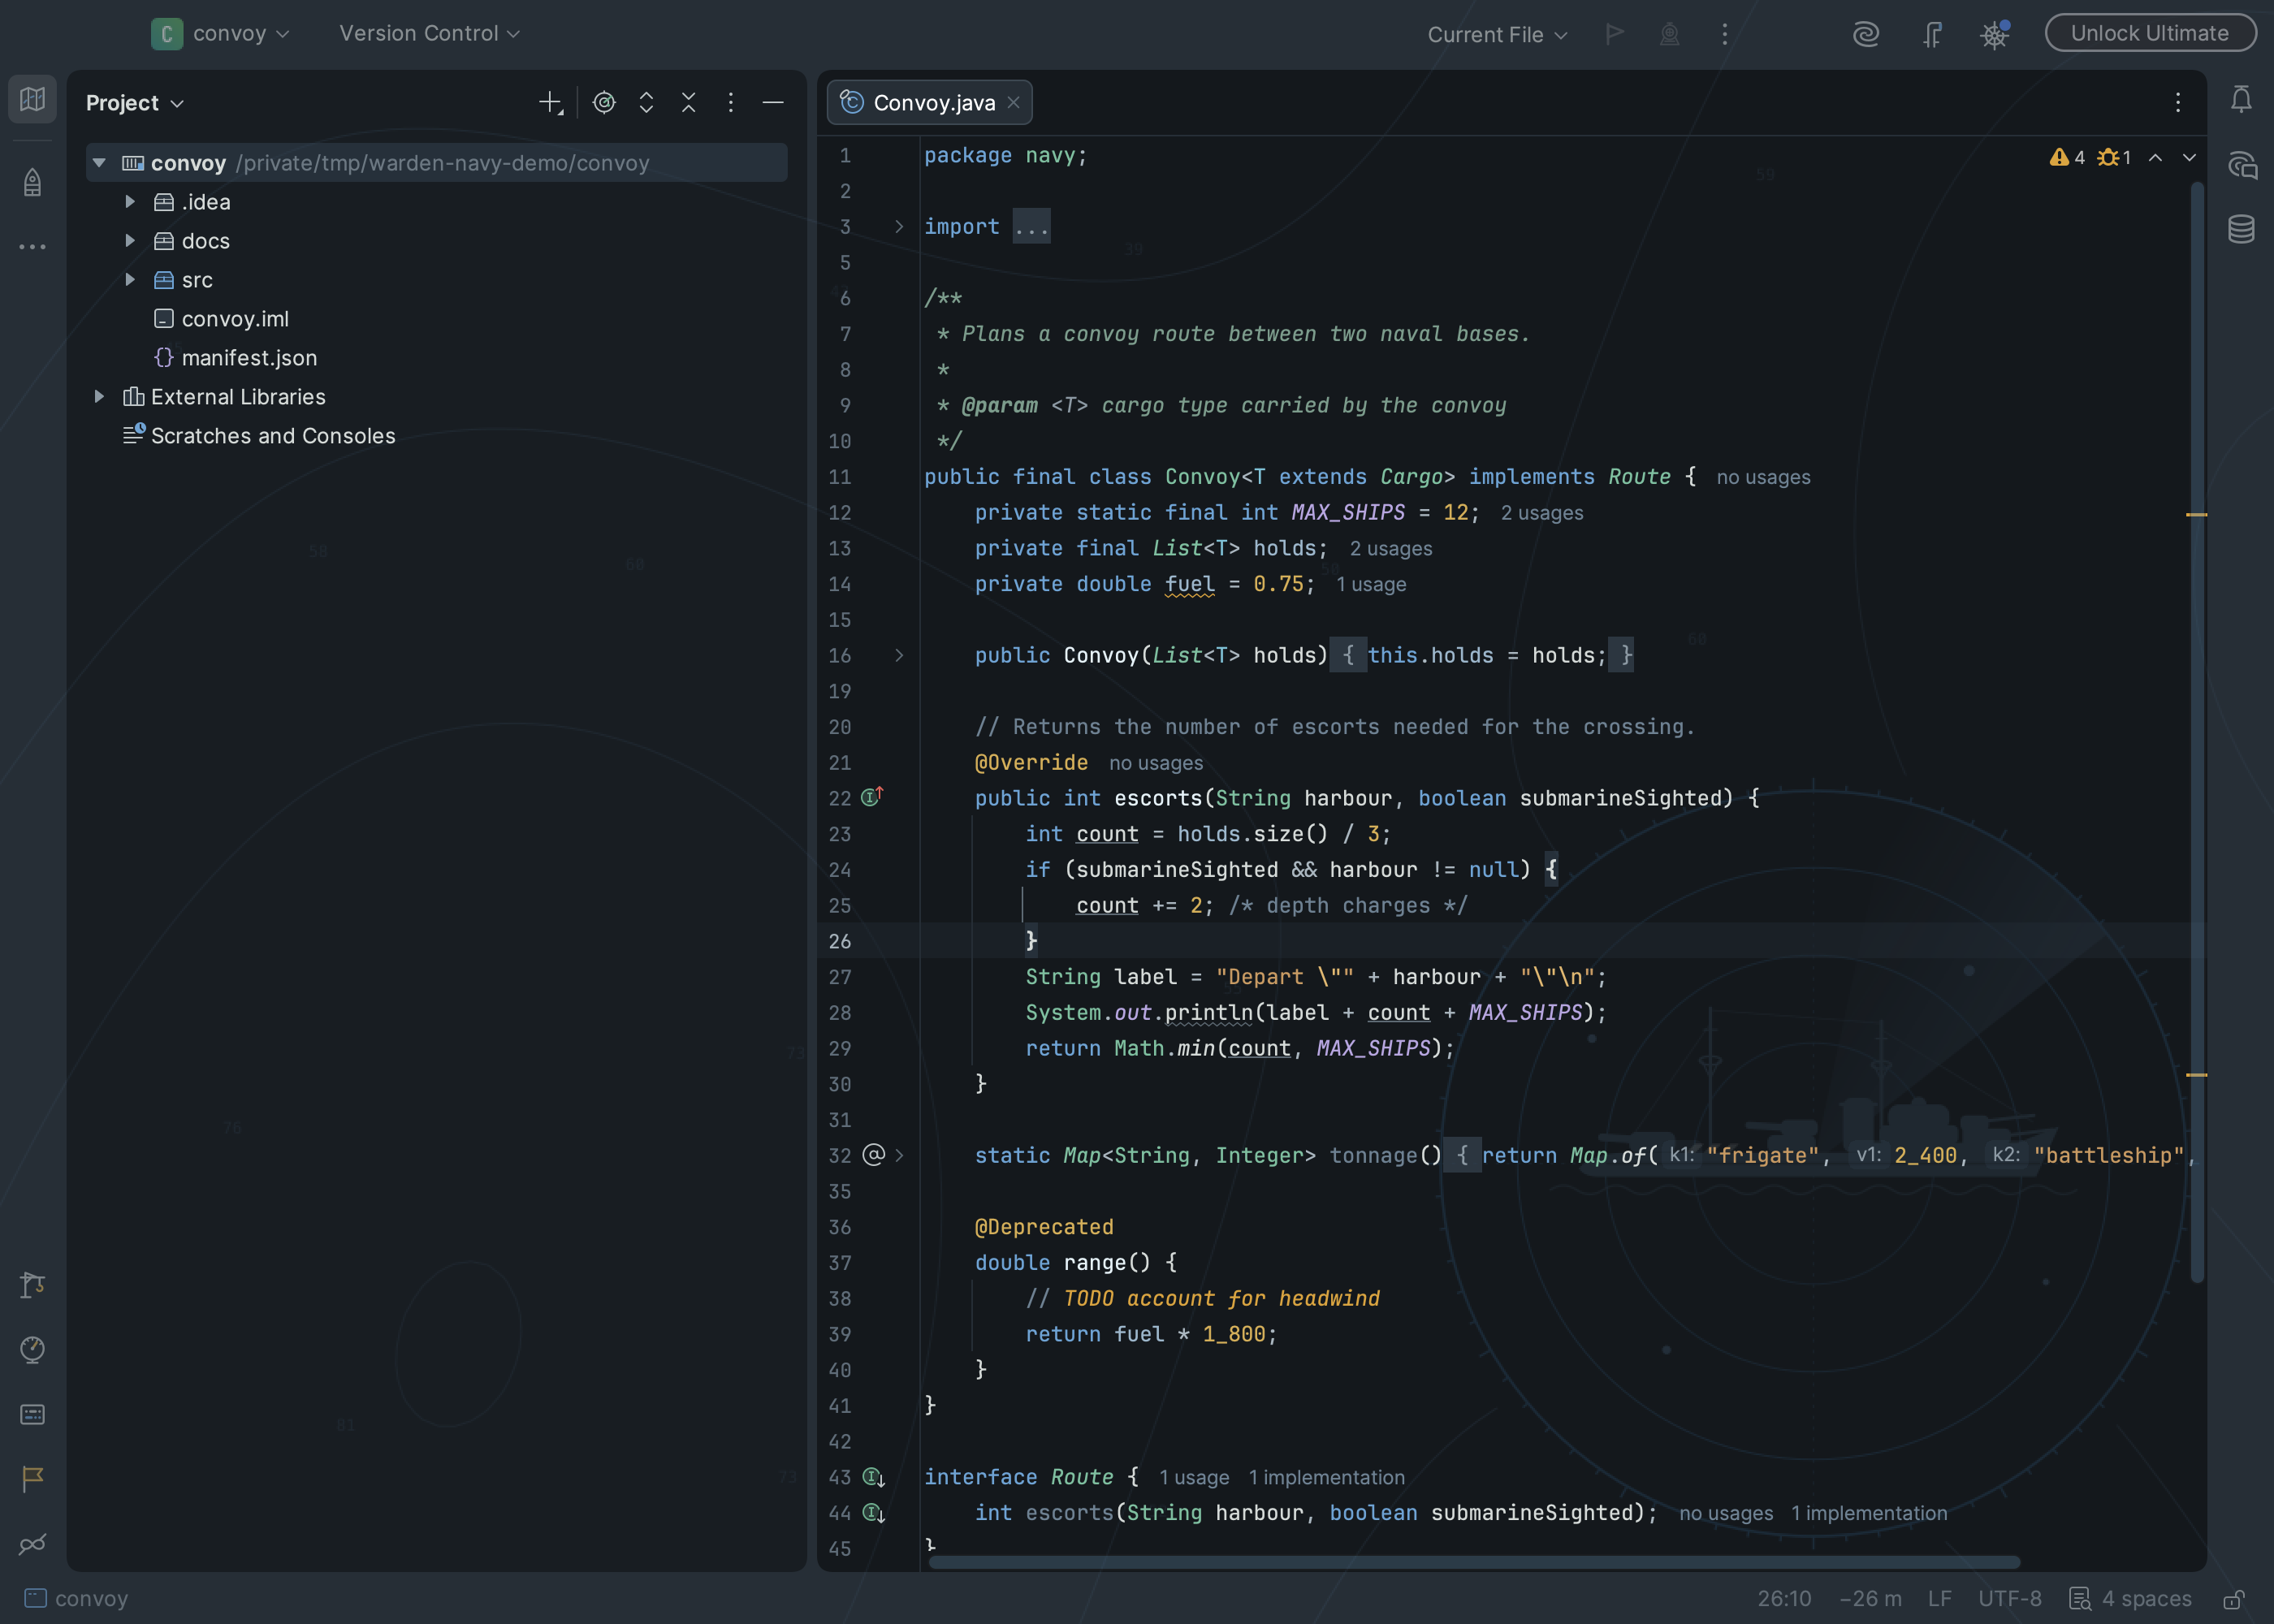 C convoy Version Control Current File Unlock Ultimate
Project
convoy /private/tmp/warden-navy-demo/convoy
.idea
docs
src
convoy.iml
manifest.json
External Libraries
Scratches and Consoles
Convoy.java
4 1
1 package navy;
2
3 import ...
5
6 /**
7 * Plans a convoy route between two naval bases.
8 *
9 * @param <T> cargo type carried by the convoy
10 */
11 public final class Convoy<T extends Cargo> implements Route { no usages
12 private static final int MAX_SHIPS = 12; 2 usages
13 private final List<T> holds; 2 usages
14 private double fuel = 0.75; 1 usage
15
16 public Convoy(List<T> holds) { this.holds = holds; }
19
20 // Returns the number of escorts needed for the crossing.
21 @Override no usages
22 public int escorts(String harbour, boolean submarineSighted) {
23 int count = holds.size() / 3;
24 if (submarineSighted && harbour != null) {
25 count += 2; /* depth charges */
26 }
27 String label = "Depart \"" + harbour + "\"\n";
28 System.out.println(label + count + MAX_SHIPS);
29 return Math.min(count, MAX_SHIPS);
30 }
31
32 static Map<String, Integer> tonnage() { return Map.of( k1: "frigate", v1: 2_400, k2: "battleship",
35
36 @Deprecated
37 double range() {
38 // TODO account for headwind
39 return fuel * 1_800;
40 }
41 }
42
43 interface Route { 1 usage 1 implementation
44 int escorts(String harbour, boolean submarineSighted); no usages 1 implementation
45 }
59
39
58
60
50
60
73
76
81
73
convoy 26:10 −26 m LF UTF-8 4 spaces